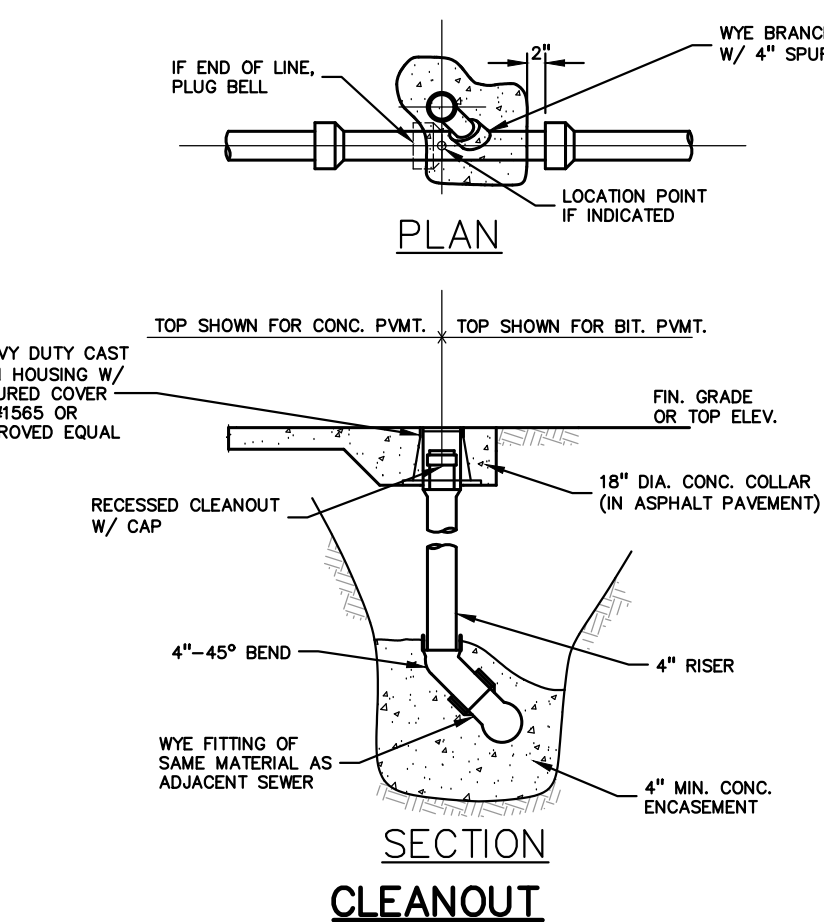 WYE BRANCH
W/ 4" SPUR
2"
IF END OF LINE,
PLUG BELL
LOCATION POINT
IF INDICATED
PLAN
TOP SHOWN FOR CONC. PVMT.
TOP SHOWN FOR BIT. PVMT.
VY DUTY CAST
HOUSING W/
URED COVER
#1565 OR
ROVED EQUAL
FIN. GRADE
OR TOP ELEV.
18" DIA. CONC. COLLAR
(IN ASPHALT PAVEMENT)
RECESSED CLEANOUT
W/ CAP
4"-45° BEND
4" RISER
WYE FITTING OF
SAME MATERIAL AS
ADJACENT SEWER
4" MIN. CONC.
ENCASEMENT
SECTION
CLEANOUT